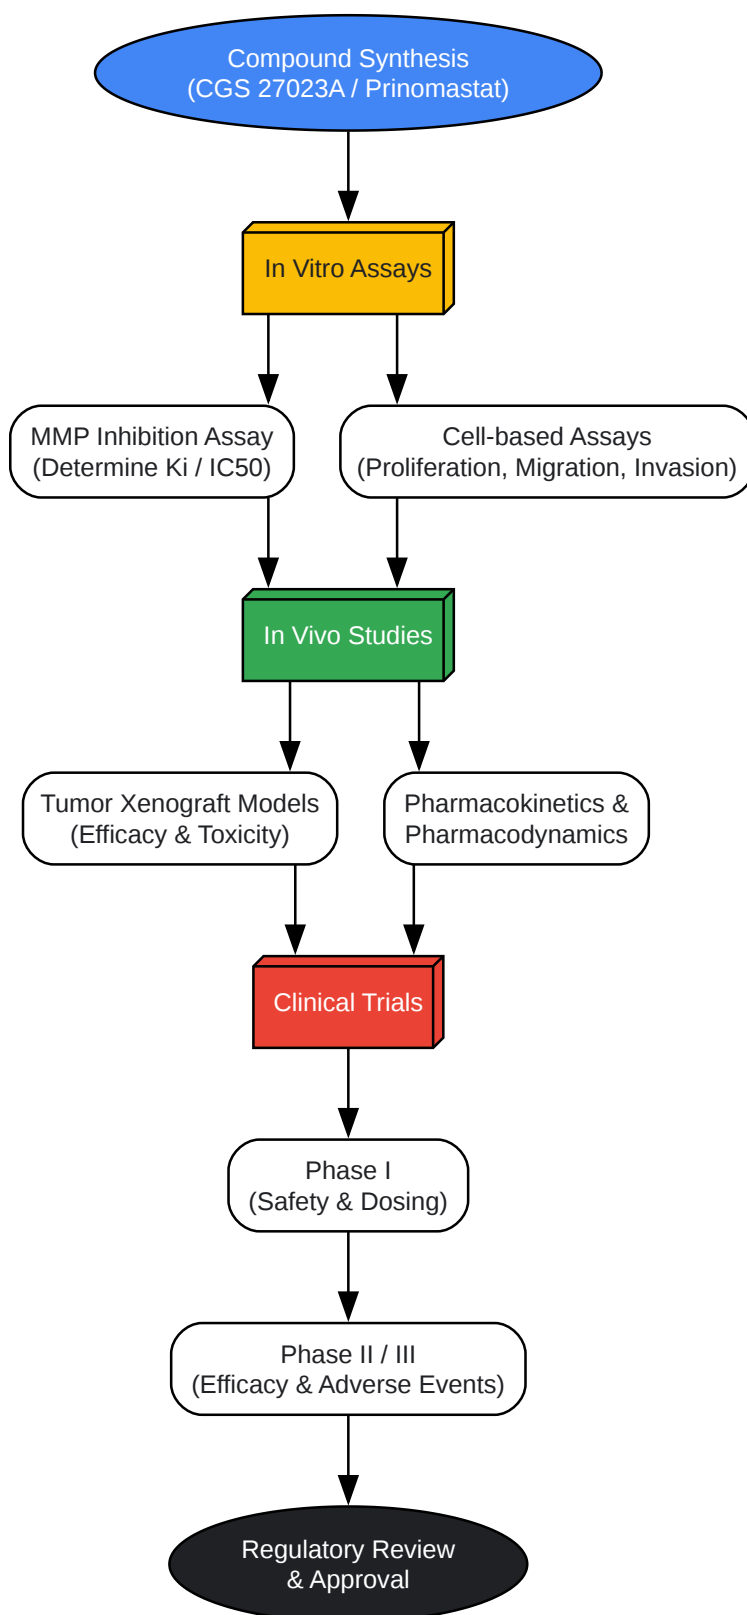 Compound Synthesis
(CGS 27023A / Prinomastat)
In Vitro Assays
MMP Inhibition Assay
(Determine Ki / IC50)
Cell-based Assays
(Proliferation, Migration, Invasion)
In Vivo Studies
Tumor Xenograft Models
(Efficacy & Toxicity)
Pharmacokinetics &
Pharmacodynamics
Clinical Trials
Phase I
(Safety & Dosing)
Phase II / III
(Efficacy & Adverse Events)
Regulatory Review
& Approval